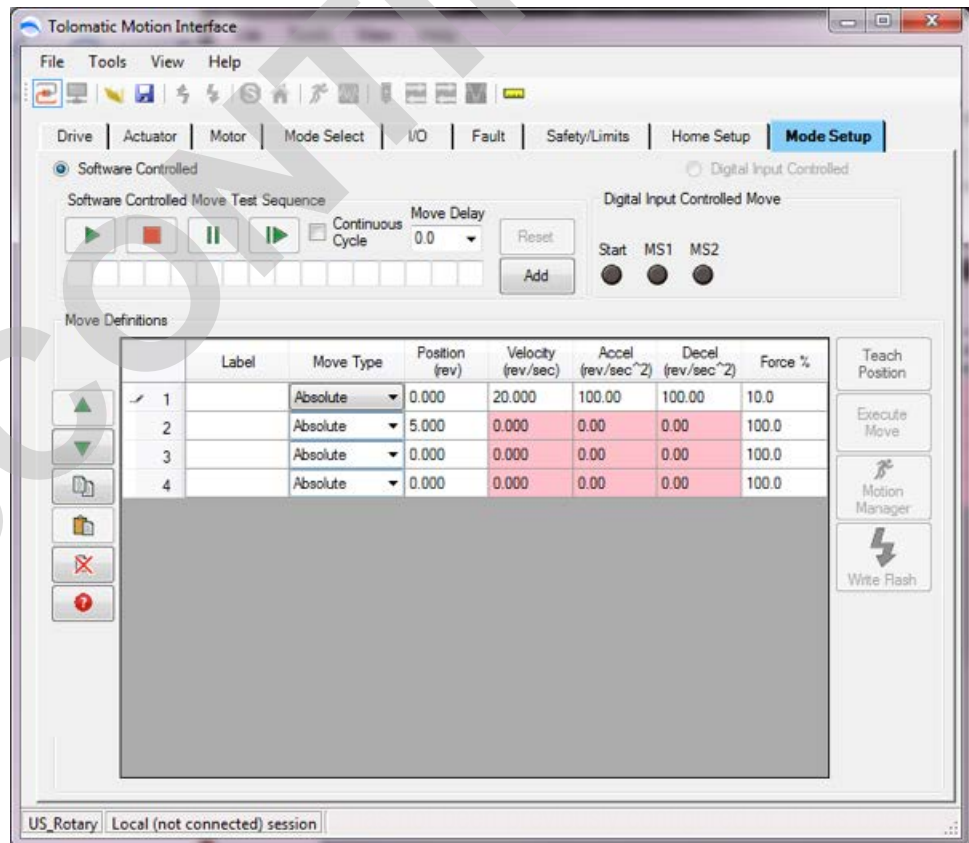 Tolomatic Motion Interface
File Tools View Help
Drive Actuator Motor Mode Select I/O Fault Safety/Limits Home Setup Mode Setup
Software Controlled Digital Input Controlled
Software Controlled Move Test Sequence Digital Input Controlled Move
Continuous Cycle Move Delay
0.0 Reset
Start MS1 MS2
Add
Move Definitions
Label Move Type Position (rev) Velocity (rev/sec) Accel (rev/sec^2) Decel (rev/sec^2) Force %
1 Absolute 0.000 20.000 100.00 100.00 10.0
2 Absolute 5.000 0.000 0.00 0.00 100.0
3 Absolute 0.000 0.000 0.00 0.00 100.0
4 Absolute 0.000 0.000 0.00 0.00 100.0
Teach Position
Execute Move
Motion Manager
Write Flash
US_Rotary Local (not connected) session